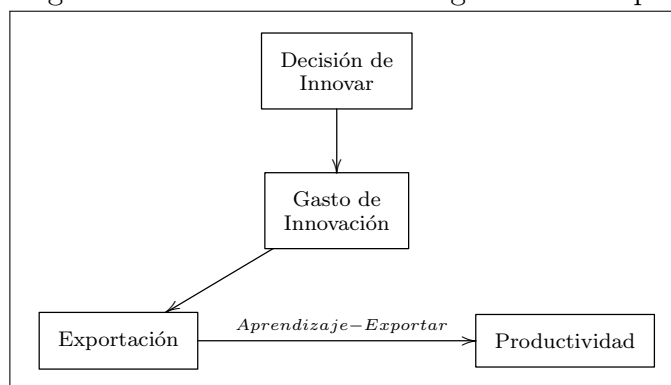 Decisión de
Innovar
Gasto de
Innovación
Exportación
Aprendizaje–Exportar
Productividad